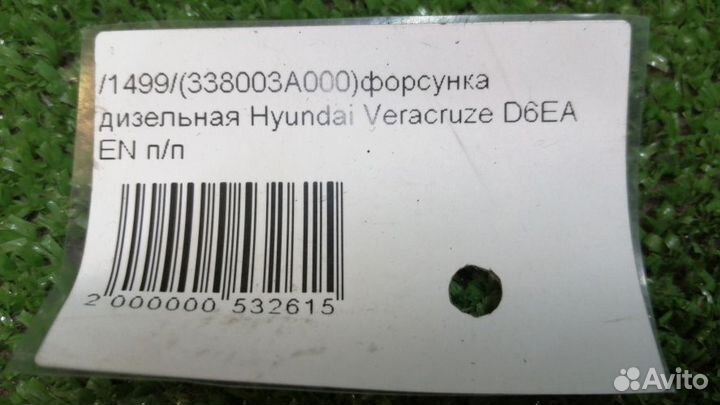 /1499/(338003A000)форсунка
дизельная Hyundai Veracruze D6EA
EN п/п
2 000000 532615
Avito